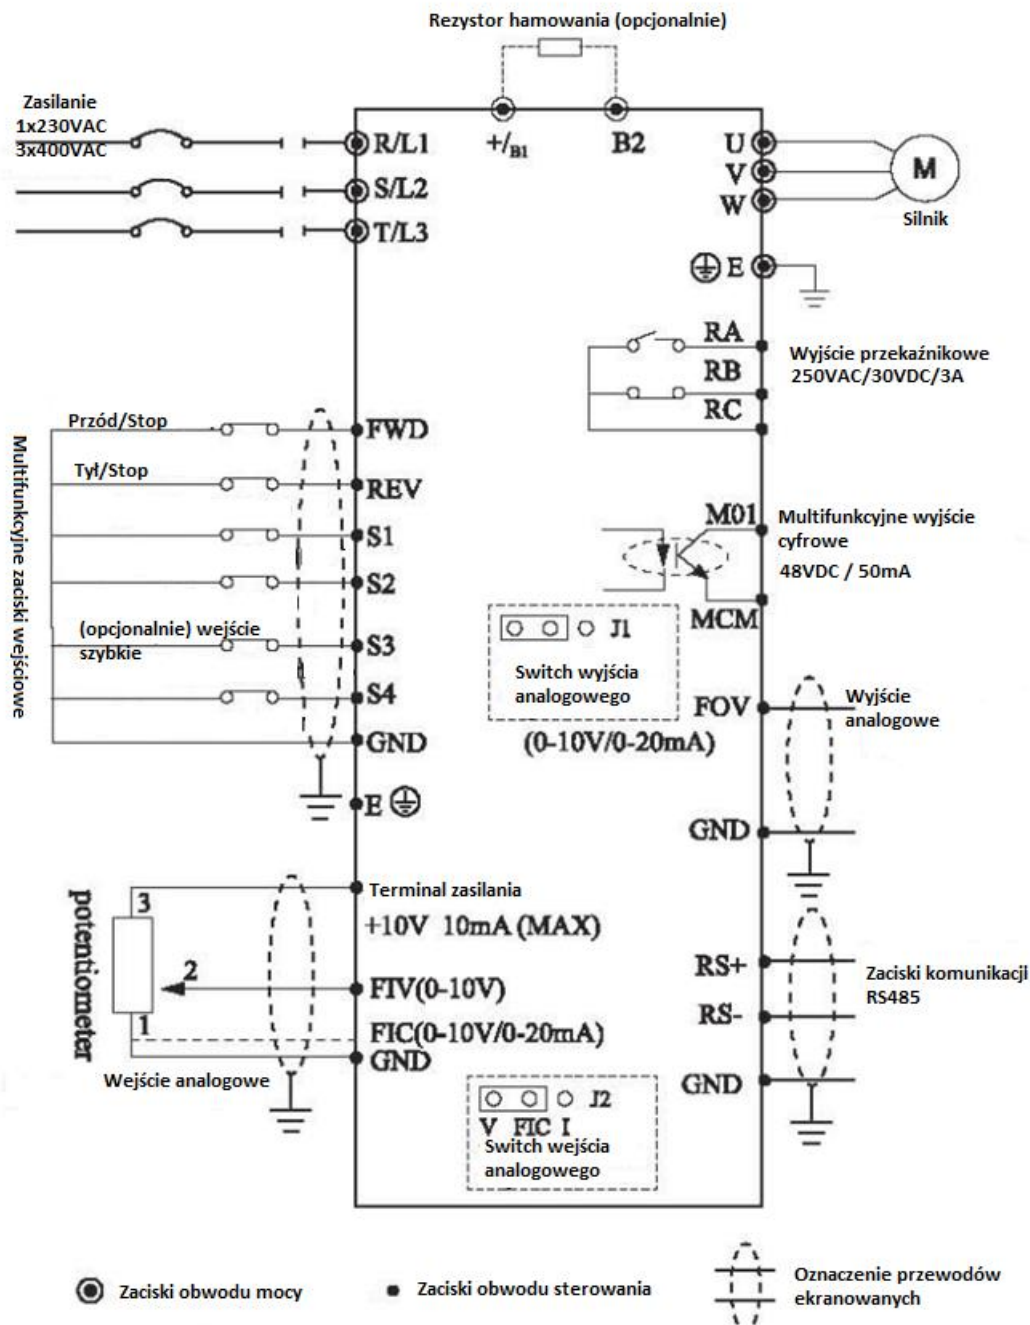 Rezystor hamowania (opcjonalnie)
Zasilanie
1x230VAC
3x400VAC
R/L1
+/B1
B2
U
M
S/L2
V
T/L3
W
Silnik
E
RA
Wyjście przekaźnikowe
RB
250VAC/30VDC/3A
RC
Multifunkcyjne zaciski wejściowe
Przód/Stop
FWD
Tył/Stop
REV
S1
S2
(opcjonalnie) wejście
szybkie
S3
S4
GND
E
M01
Multifunkcyjne wyjście
cyfrowe
48VDC / 50mA
MCM
J1
Switch wyjścia
analogowego
(0-10V/0-20mA)
FOV
Wyjście
analogowe
GND
potentiometer
3
2
1
Terminal zasilania
+10V 10mA (MAX)
FIV(0-10V)
FIC(0-10V/0-20mA)
GND
Wejście analogowe
RS+
Zaciski komunikacji
RS485
RS-
GND
J2
V FIC I
Switch wejścia
analogowego
Zaciski obwodu mocy
Zaciski obwodu sterowania
Oznaczenie przewodów
ekranowanych